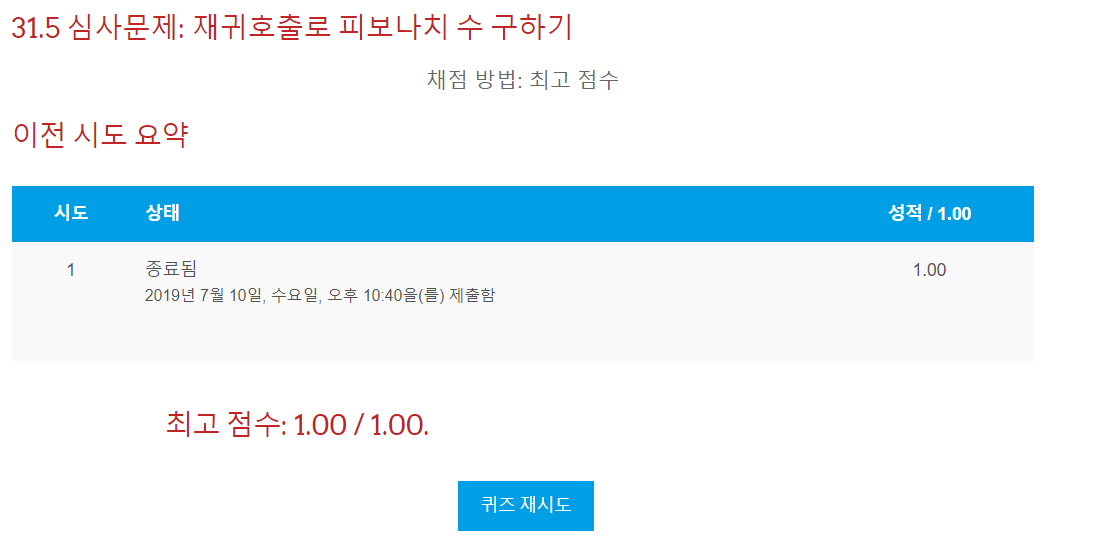 31.5 심사문제: 재귀호출로 피보나치 수 구하기
채점 방법: 최고 점수
이전 시도 요약
시도 상태 성적 / 1.00
1 종료됨 1.00
2019년 7월 10일, 수요일, 오후 10:40을(를) 제출함
최고 점수: 1.00 / 1.00.
퀴즈 재시도